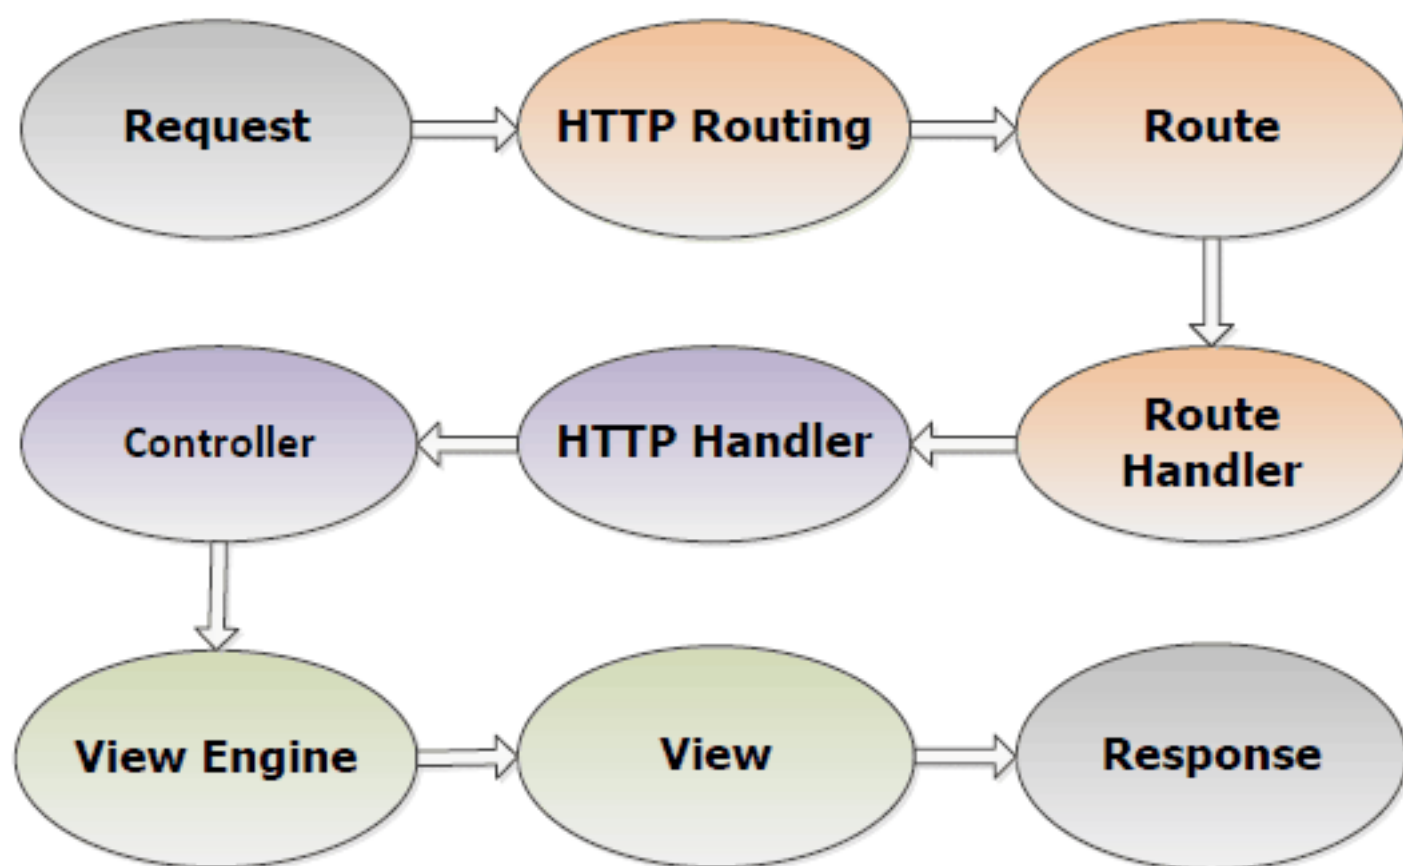 Request
HTTP Routing
Route
Controller
HTTP Handler
Route
Handler
View Engine
View
Response